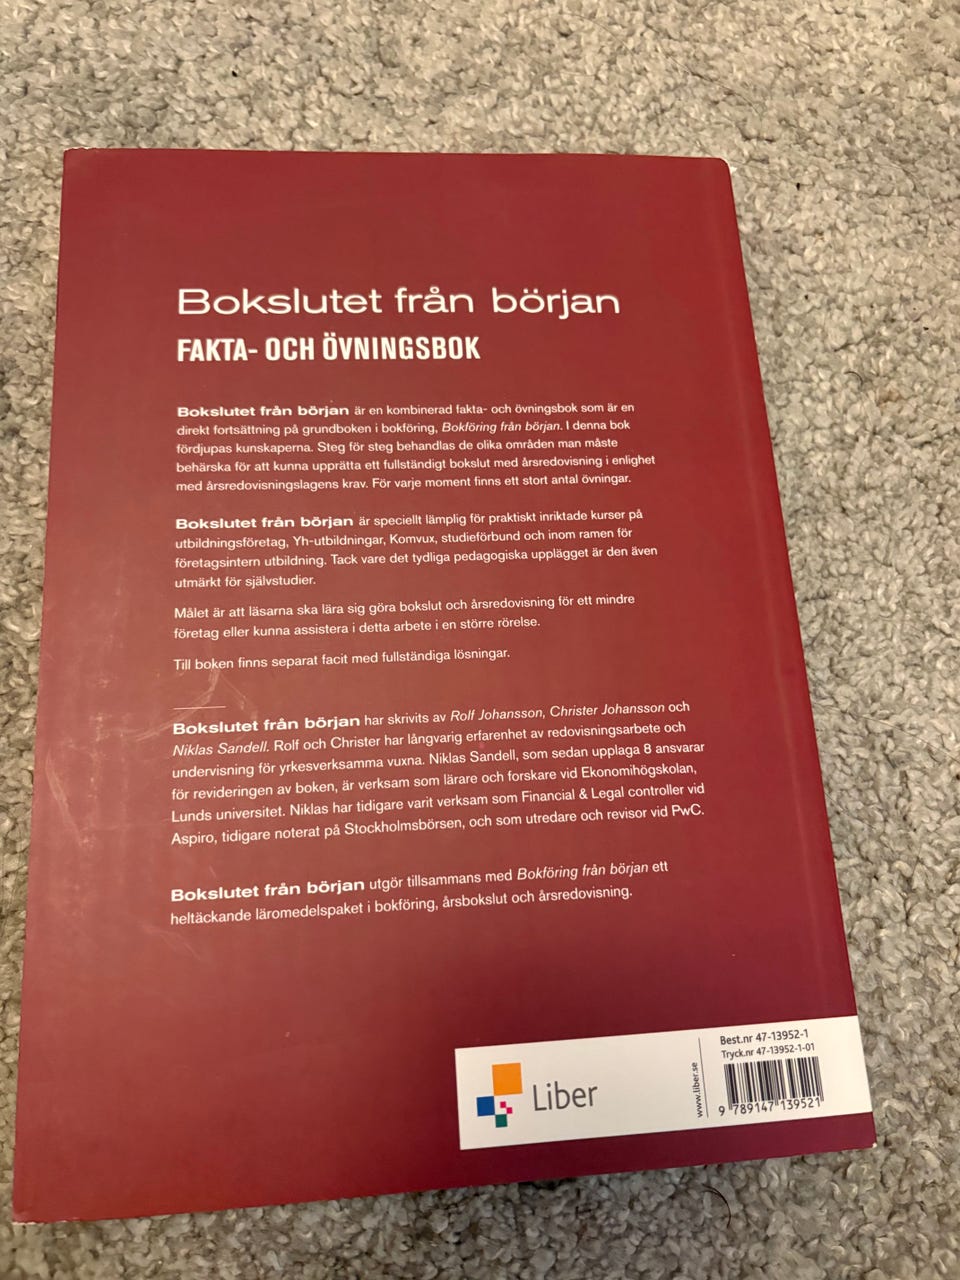 Bokslutet från början
FAKTA- OCH ÖVNINGSBOK
Bokslutet från början är en kombinerad fakta- och övningsbok som är en
direkt fortsättning på grundboken i bokföring, Bokföring från början. I denna bok
fördjupas kunskaperna. Steg för steg behandlas de olika områden man måste
behärska för att kunna upprätta ett fullständigt bokslut med årsredovisning i enlighet
med årsredovisningslagens krav. För varje moment finns ett stort antal övningar.
Bokslutet från början är speciellt lämplig för praktiskt inriktade kurser på
utbildningsföretag, Yh-utbildningar, Komvux, studieförbund och inom ramen för
företagsintern utbildning. Tack vare det tydliga pedagogiska upplägget är den även
utmärkt för självstudier.
Målet är att läsarna ska lära sig göra bokslut och årsredovisning för ett mindre
företag eller kunna assistera i detta arbete i en större rörelse.
Till boken finns separat facit med fullständiga lösningar.
Bokslutet från början har skrivits av Rolf Johansson, Christer Johansson och
Niklas Sandell. Rolf och Christer har långvarig erfarenhet av redovisningsarbete och
undervisning för yrkesverksamma vuxna. Niklas Sandell, som sedan upplaga 8 ansvarar
för revideringen av boken, är verksam som lärare och forskare vid Ekonomihögskolan,
Lunds universitet. Niklas har tidigare varit verksam som Financial & Legal controller vid
Aspiro, tidigare noterat på Stockholmsbörsen, och som utredare och revisor vid PwC.
Bokslutet från början utgör tillsammans med Bokföring från början ett
heltäckande läromedelspaket i bokföring, årsbokslut och årsredovisning.
Liber
www.liber.se
Best.nr 47-13952-1
Tryck.nr 47-13952-1-01
9 789147 139521